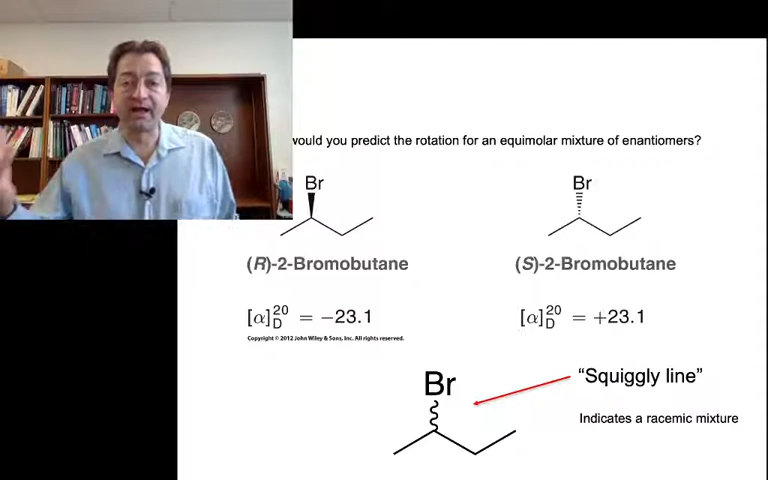 would you predict the rotation for an equimolar mixture of enantiomers?
Br
Br
(R)-2-Bromobutane
(S)-2-Bromobutane
[α]20D = −23.1
[α]20D = +23.1
Copyright © 2012 John Wiley & Sons, Inc. All rights reserved.
Br
“Squiggly line”
Indicates a racemic mixture